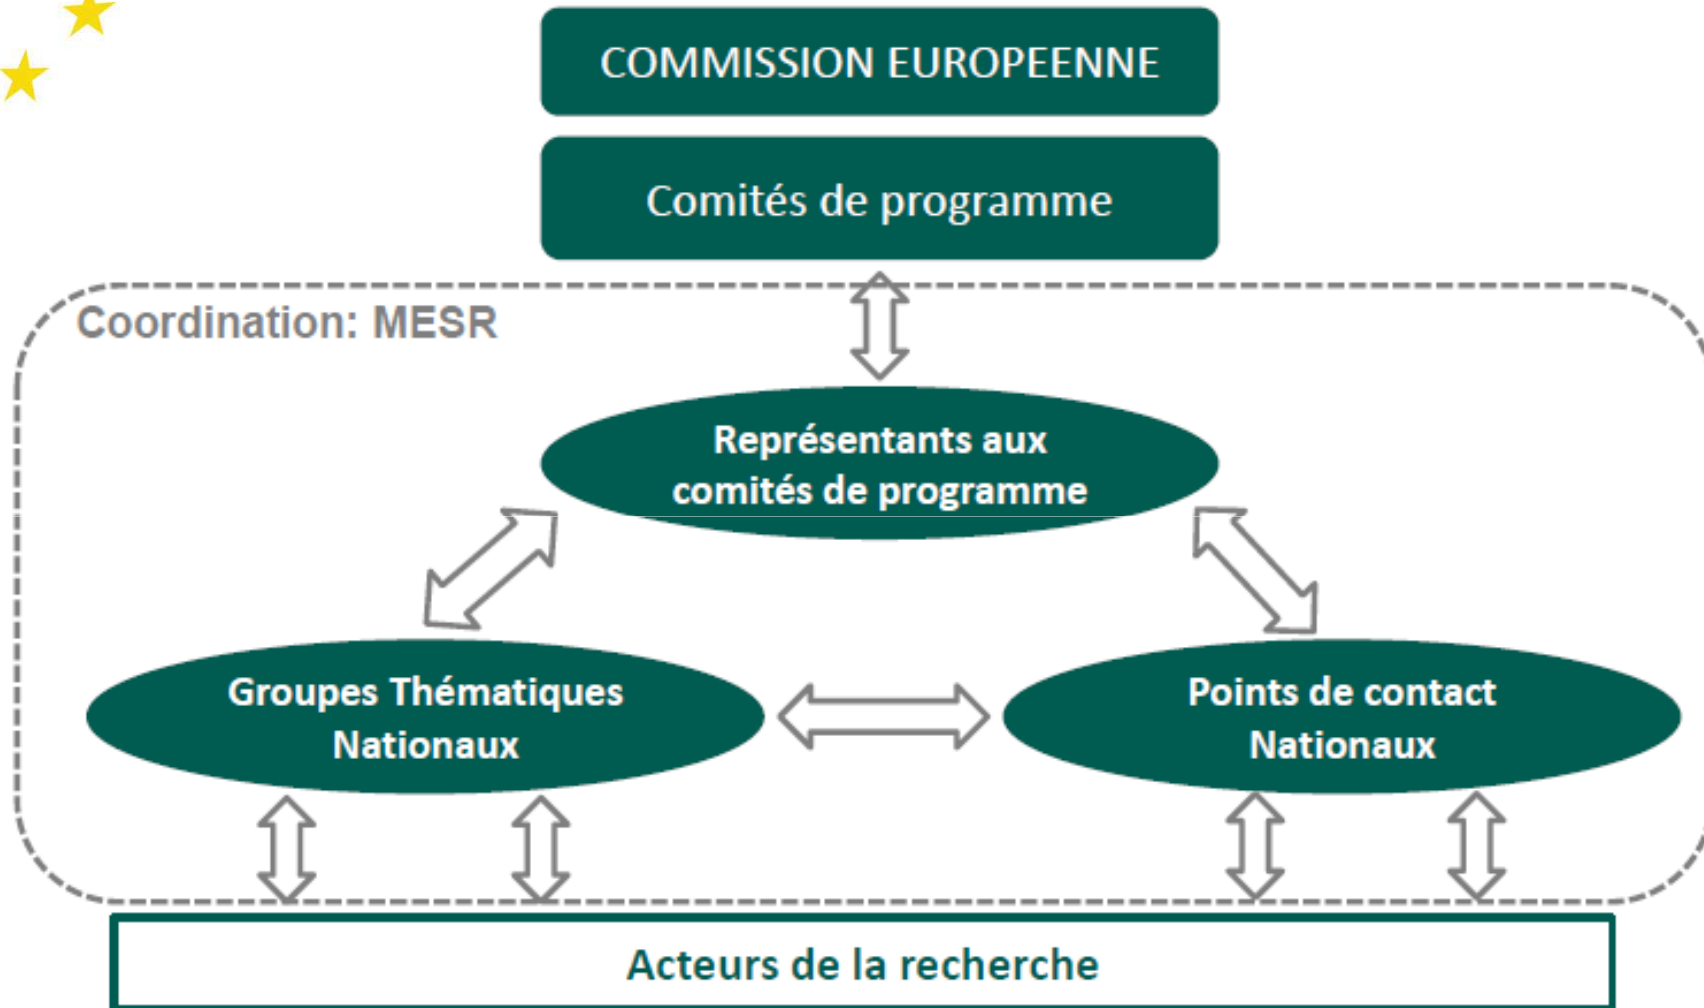 COMMISSION EUROPEENNE
Comités de programme
Coordination: MESR
Représentants aux
comités de programme
Groupes Thématiques
Nationaux
Points de contact
Nationaux
Acteurs de la recherche